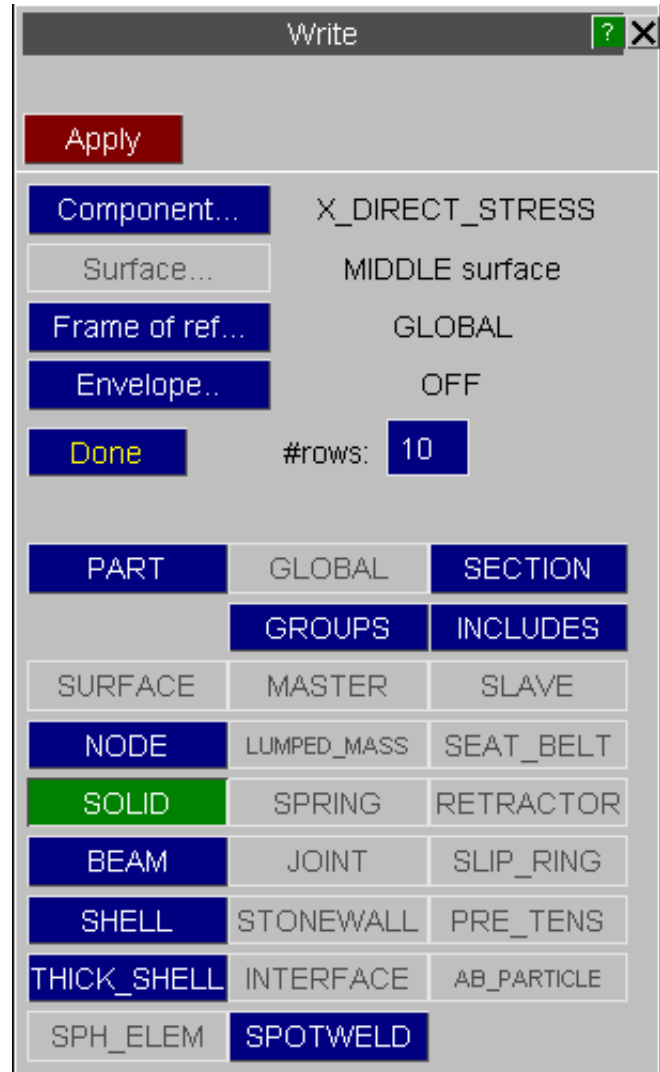 Write ? X
Apply
Component... X_DIRECT_STRESS
Surface... MIDDLE surface
Frame of ref... GLOBAL
Envelope.. OFF
Done #rows: 10
PART GLOBAL SECTION
GROUPS INCLUDES
SURFACE MASTER SLAVE
NODE LUMPED_MASS SEAT_BELT
SOLID SPRING RETRACTOR
BEAM JOINT SLIP_RING
SHELL STONEWALL PRE_TENS
THICK_SHELL INTERFACE AB_PARTICLE
SPH_ELEM SPOTWELD